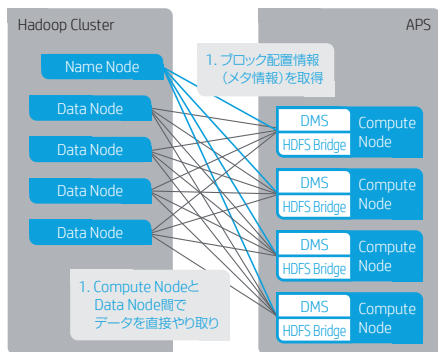 Hadoop Cluster
APS
Name Node
Data Node
Data Node
Data Node
Data Node
1. ブロック配置情報
（メタ情報）を取得
DMS
HDFS Bridge
Compute
Node
DMS
HDFS Bridge
Compute
Node
DMS
HDFS Bridge
Compute
Node
DMS
HDFS Bridge
Compute
Node
1. Compute Nodeと
Data Node間で
データを直接やり取り